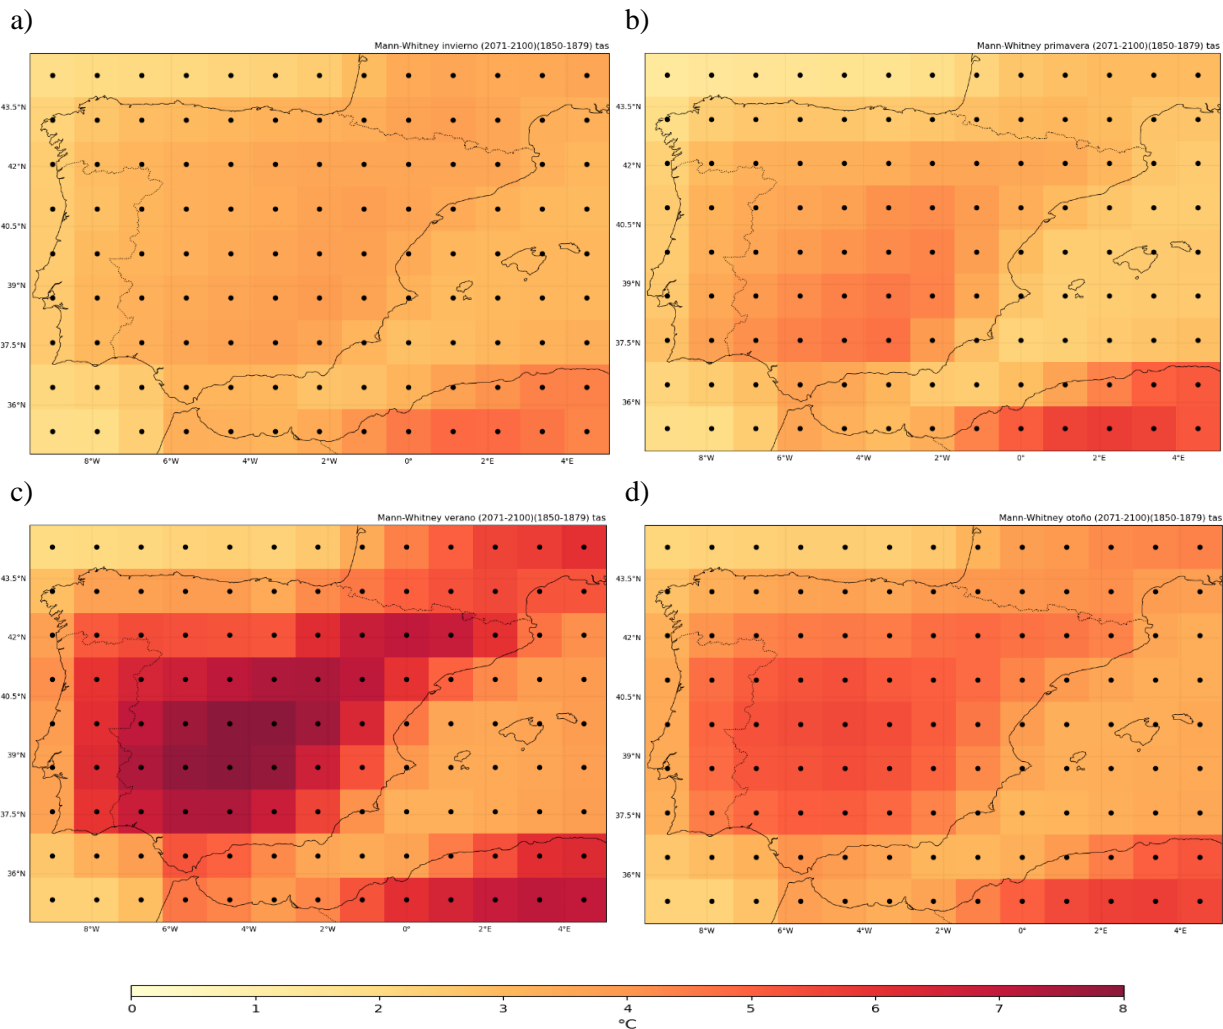 a)
b)
Mann-Whitney invierno (2071-2100)(1850-1879) tas
Mann-Whitney primavera (2071-2100)(1850-1879) tas
43.5°N
42°N
40.5°N
39°N
37.5°N
36°N
8°W 6°W 4°W 2°W 0° 2°E 4°E
43.5°N
42°N
40.5°N
39°N
37.5°N
36°N
8°W 6°W 4°W 2°W 0° 2°E 4°E
c)
d)
Mann-Whitney verano (2071-2100)(1850-1879) tas
Mann-Whitney otoño (2071-2100)(1850-1879) tas
43.5°N
42°N
40.5°N
39°N
37.5°N
36°N
8°W 6°W 4°W 2°W 0° 2°E 4°E
43.5°N
42°N
40.5°N
39°N
37.5°N
36°N
8°W 6°W 4°W 2°W 0° 2°E 4°E
0 1 2 3 4 5 6 7 8
°C